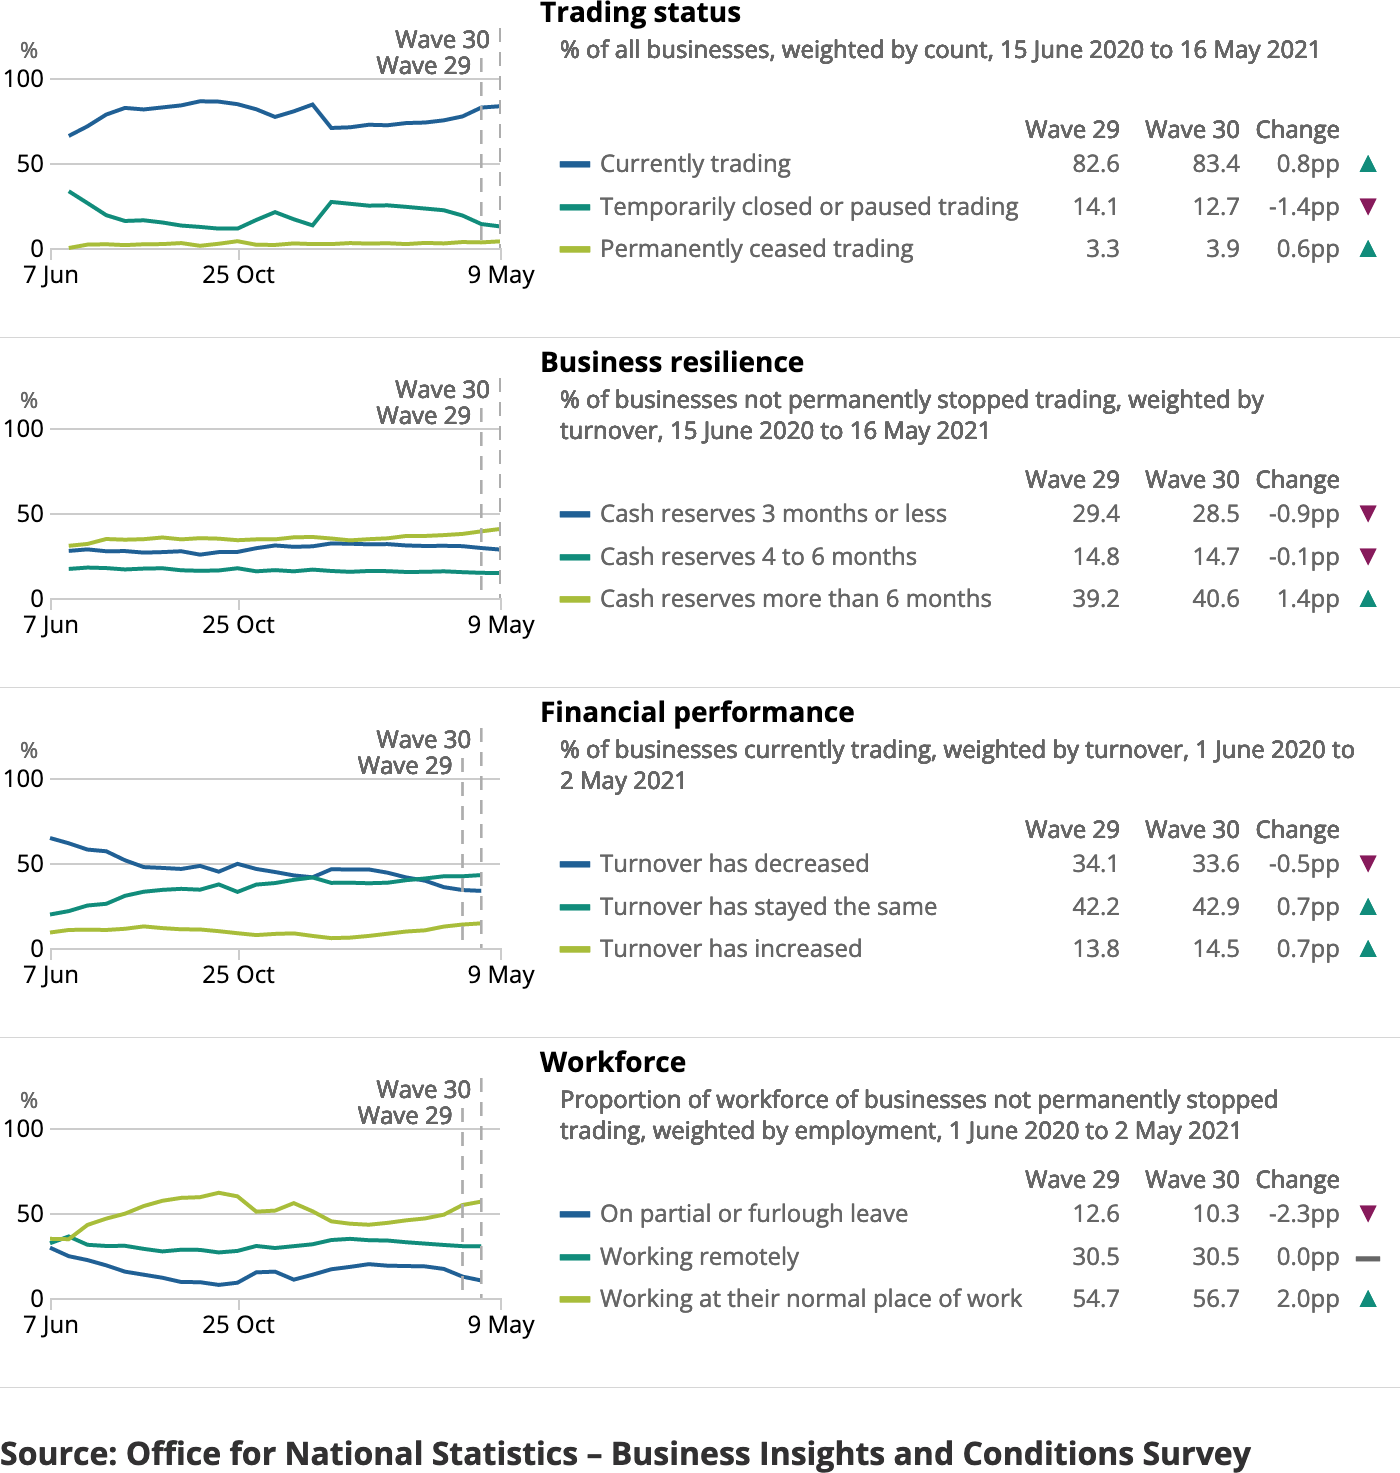 Trading status
% of all businesses, weighted by count, 15 June 2020 to 16 May 2021
Wave 30
Wave 29
%
100
50
0
7 Jun
25 Oct
9 May
Wave 29 Wave 30 Change
Currently trading 82.6 83.4 0.8pp ▲
Temporarily closed or paused trading 14.1 12.7 -1.4pp ▼
Permanently ceased trading 3.3 3.9 0.6pp ▲
Business resilience
% of businesses not permanently stopped trading, weighted by
turnover, 15 June 2020 to 16 May 2021
Wave 30
Wave 29
%
100
50
0
7 Jun
25 Oct
9 May
Wave 29 Wave 30 Change
Cash reserves 3 months or less 29.4 28.5 -0.9pp ▼
Cash reserves 4 to 6 months 14.8 14.7 -0.1pp ▼
Cash reserves more than 6 months 39.2 40.6 1.4pp ▲
Financial performance
% of businesses currently trading, weighted by turnover, 1 June 2020 to
2 May 2021
Wave 30
Wave 29
%
100
50
0
7 Jun
25 Oct
9 May
Wave 29 Wave 30 Change
Turnover has decreased 34.1 33.6 -0.5pp ▼
Turnover has stayed the same 42.2 42.9 0.7pp ▲
Turnover has increased 13.8 14.5 0.7pp ▲
Workforce
Proportion of workforce of businesses not permanently stopped
trading, weighted by employment, 1 June 2020 to 2 May 2021
Wave 30
Wave 29
%
100
50
0
7 Jun
25 Oct
9 May
Wave 29 Wave 30 Change
On partial or furlough leave 12.6 10.3 -2.3pp ▼
Working remotely 30.5 30.5 0.0pp –
Working at their normal place of work 54.7 56.7 2.0pp ▲
Source: Office for National Statistics – Business Insights and Conditions Survey